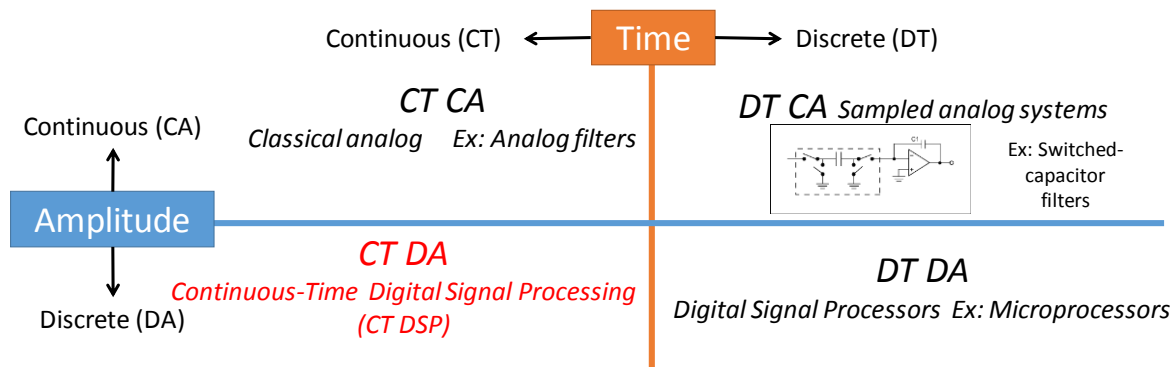 Continuous (CT)
Time
Discrete (DT)
CT CA
Classical analog Ex: Analog filters
DT CA Sampled analog systems
C1
Ex: Switched-
capacitor
filters
Continuous (CA)
Amplitude
Discrete (DA)
CT DA
Continuous-Time Digital Signal Processing
(CT DSP)
DT DA
Digital Signal Processors Ex: Microprocessors